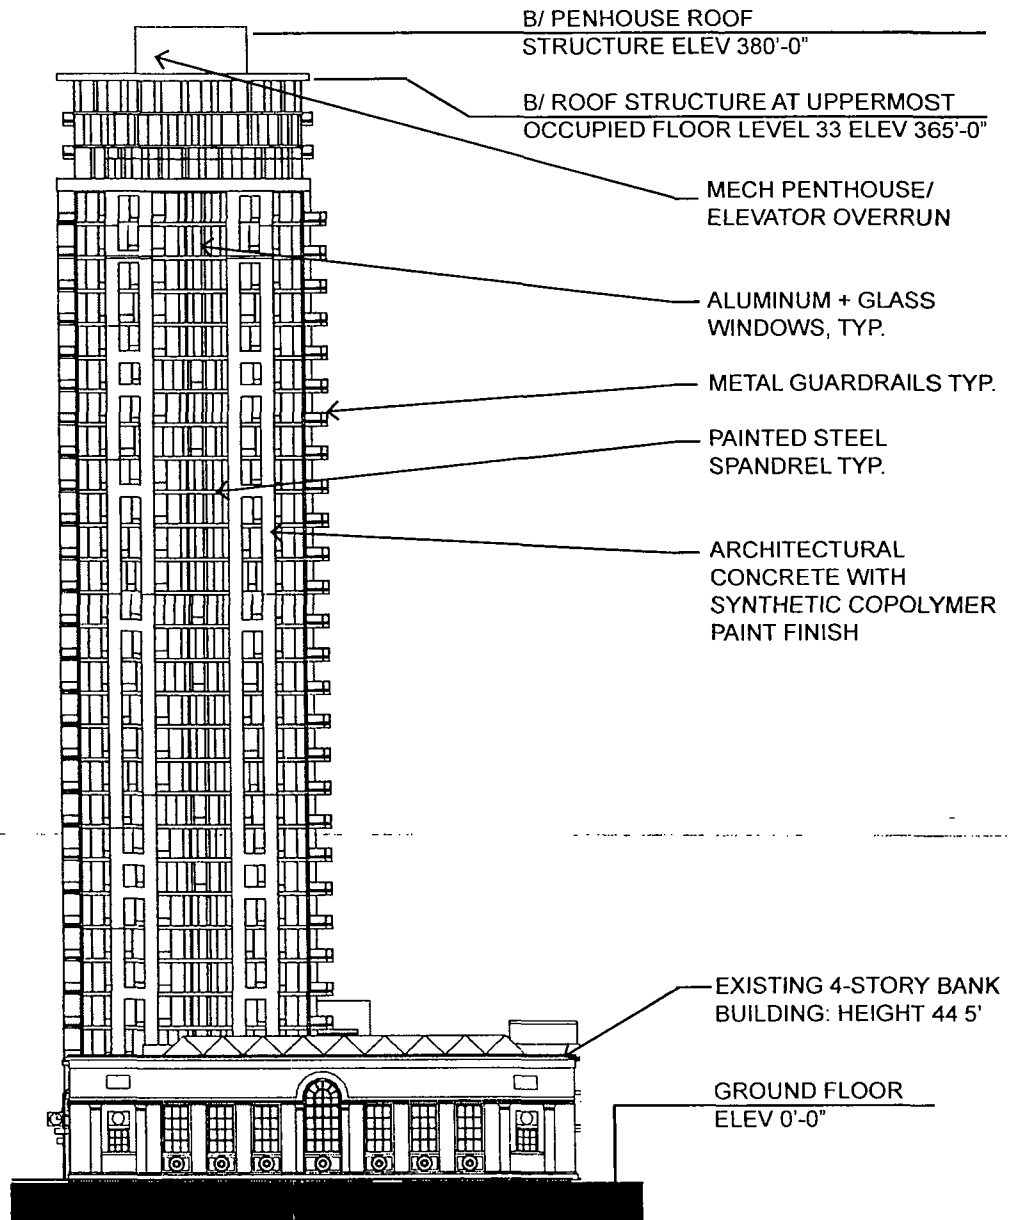 B/ PENHOUSE ROOF
STRUCTURE ELEV 380'-0"
B/ ROOF STRUCTURE AT UPPERMOST
OCCUPIED FLOOR LEVEL 33 ELEV 365'-0"
MECH PENTHOUSE/
ELEVATOR OVERRUN
ALUMINUM + GLASS
WINDOWS, TYP.
METAL GUARDRAILS TYP.
PAINTED STEEL
SPANDREL TYP.
ARCHITECTURAL
CONCRETE WITH
SYNTHETIC COPOLYMER
PAINT FINISH
EXISTING 4-STORY BANK
BUILDING: HEIGHT 44 5'
GROUND FLOOR
ELEV 0'-0"